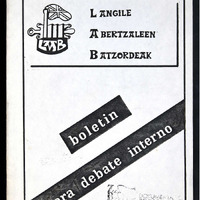 LAB
LANGILE
ABERTZALEEN
BATZORDEAK
boletin
para debate interno